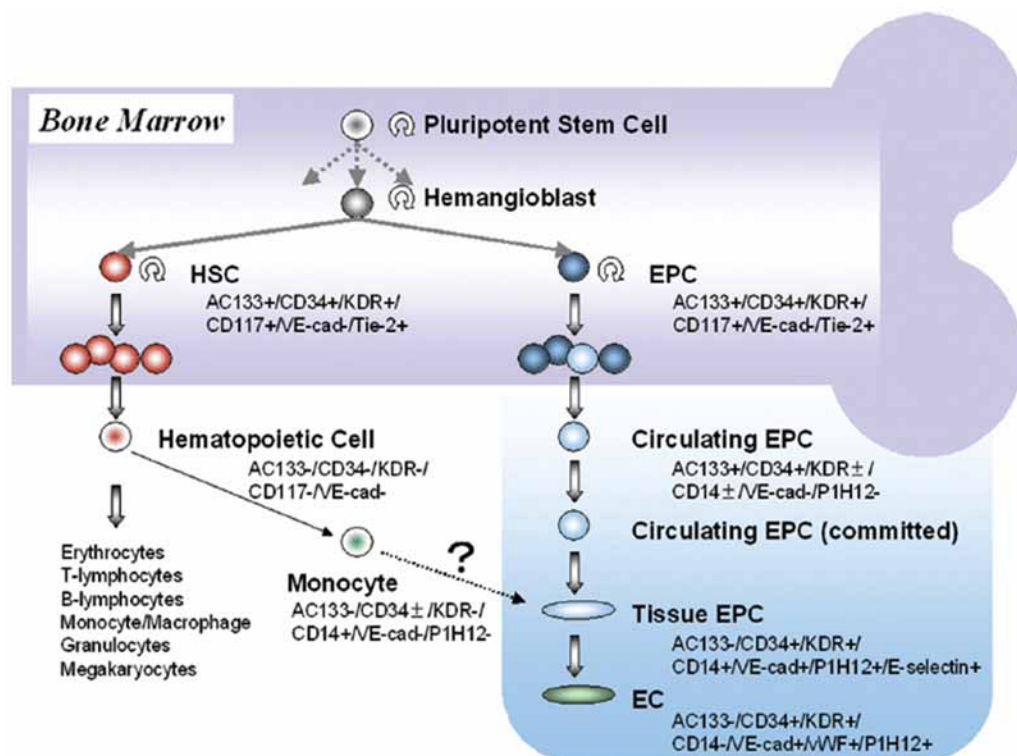 Bone Marrow
Pluripotent Stem Cell
Hemangioblast
HSC
AC133+/CD34+/KDR+/
CD117+/VE-cad-/Tie-2+
EPC
AC133+/CD34+/KDR+/
CD117+/VE-cad-/Tie-2+
Hematopoietic Cell
AC133-/CD34-/KDR-/
CD117-/VE-cad-
Circulating EPC
AC133+/CD34+/KDR±/
CD14±/VE-cad-/P1H12-
Circulating EPC (committed)
Erythrocytes
T-lymphocytes
B-lymphocytes
Monocyte/Macrophage
Granulocytes
Megakaryocytes
?
Monocyte
AC133-/CD34±/KDR-/
CD14+/VE-cad-/P1H12-
Tissue EPC
AC133-/CD34+/KDR+/
CD14+/VE-cad+/P1H12+/E-selectin+
EC
AC133-/CD34+/KDR+/
CD14-/VE-cad+/vWF+/P1H12+